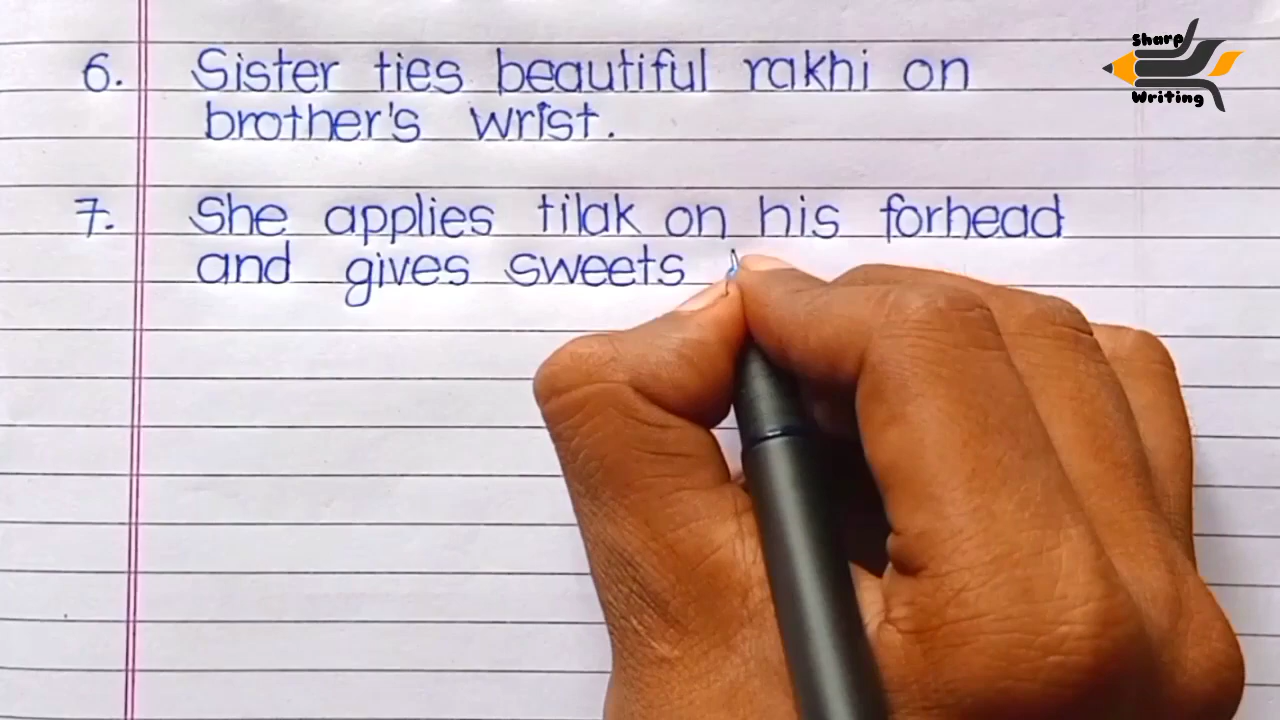 Sharp
Writing
6. Sister ties beautiful rakhi on
brother's wrist.
7. She applies tilak on his forhead
and gives sweets